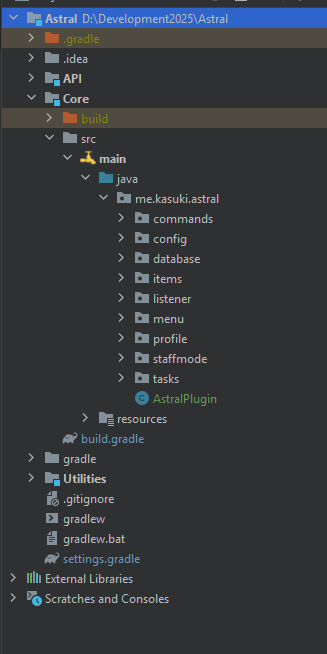 Astral D:\Development2025\Astral
.gradle
.idea
API
Core
build
src
main
java
me.kasuki.astral
commands
config
database
items
listener
menu
profile
staffmode
tasks
AstralPlugin
resources
build.gradle
gradle
Utilities
.gitignore
gradlew
gradlew.bat
settings.gradle
External Libraries
Scratches and Consoles